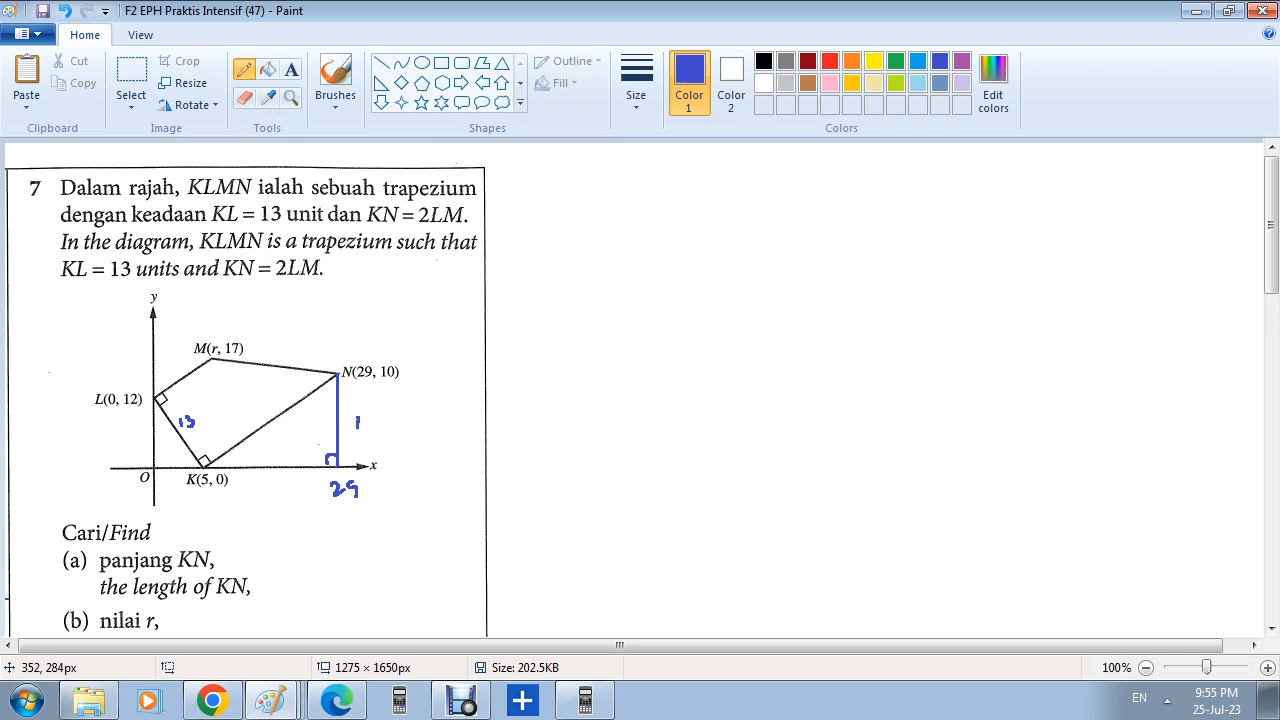 F2 EPH Praktis Intensif (47) - Paint
Home View
Paste
Cut
Copy
Clipboard
Select
Crop
Resize
Rotate
Image
A
Tools
Brushes
Shapes
Outline
Fill
Size
Color 1
Color 2
Edit colors
Colors
7 Dalam rajah, KLMN ialah sebuah trapezium
dengan keadaan KL = 13 unit dan KN = 2LM.
In the diagram, KLMN is a trapezium such that
KL = 13 units and KN = 2LM.
y
M(r, 17)
N(29, 10)
L(0, 12)
13
1
x
O
K(5, 0)
29
Cari/Find
(a) panjang KN,
the length of KN,
(b) nilai r,
352, 284px
1275 × 1650px
Size: 202.5KB
100%
EN
9:55 PM
25-Jul-23